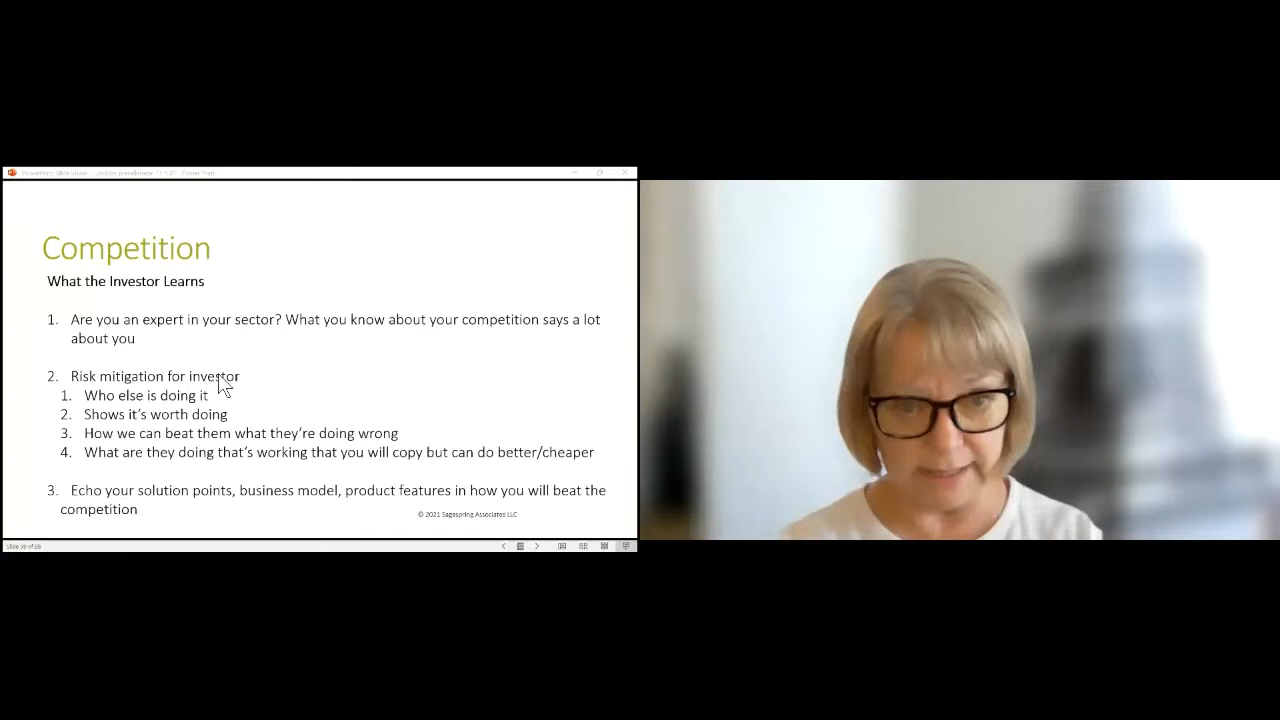 PowerPoint Slide Show
Competition
What the Investor Learns
1. Are you an expert in your sector? What you know about your competition says a lot
about you
2. Risk mitigation for investor
1. Who else is doing it
2. Shows it's worth doing
3. How we can beat them what they're doing wrong
4. What are they doing that's working that you will copy but can do better/cheaper
3. Echo your solution points, business model, product features in how you will beat the
competition
© 2021 Sagespring Associates LLC